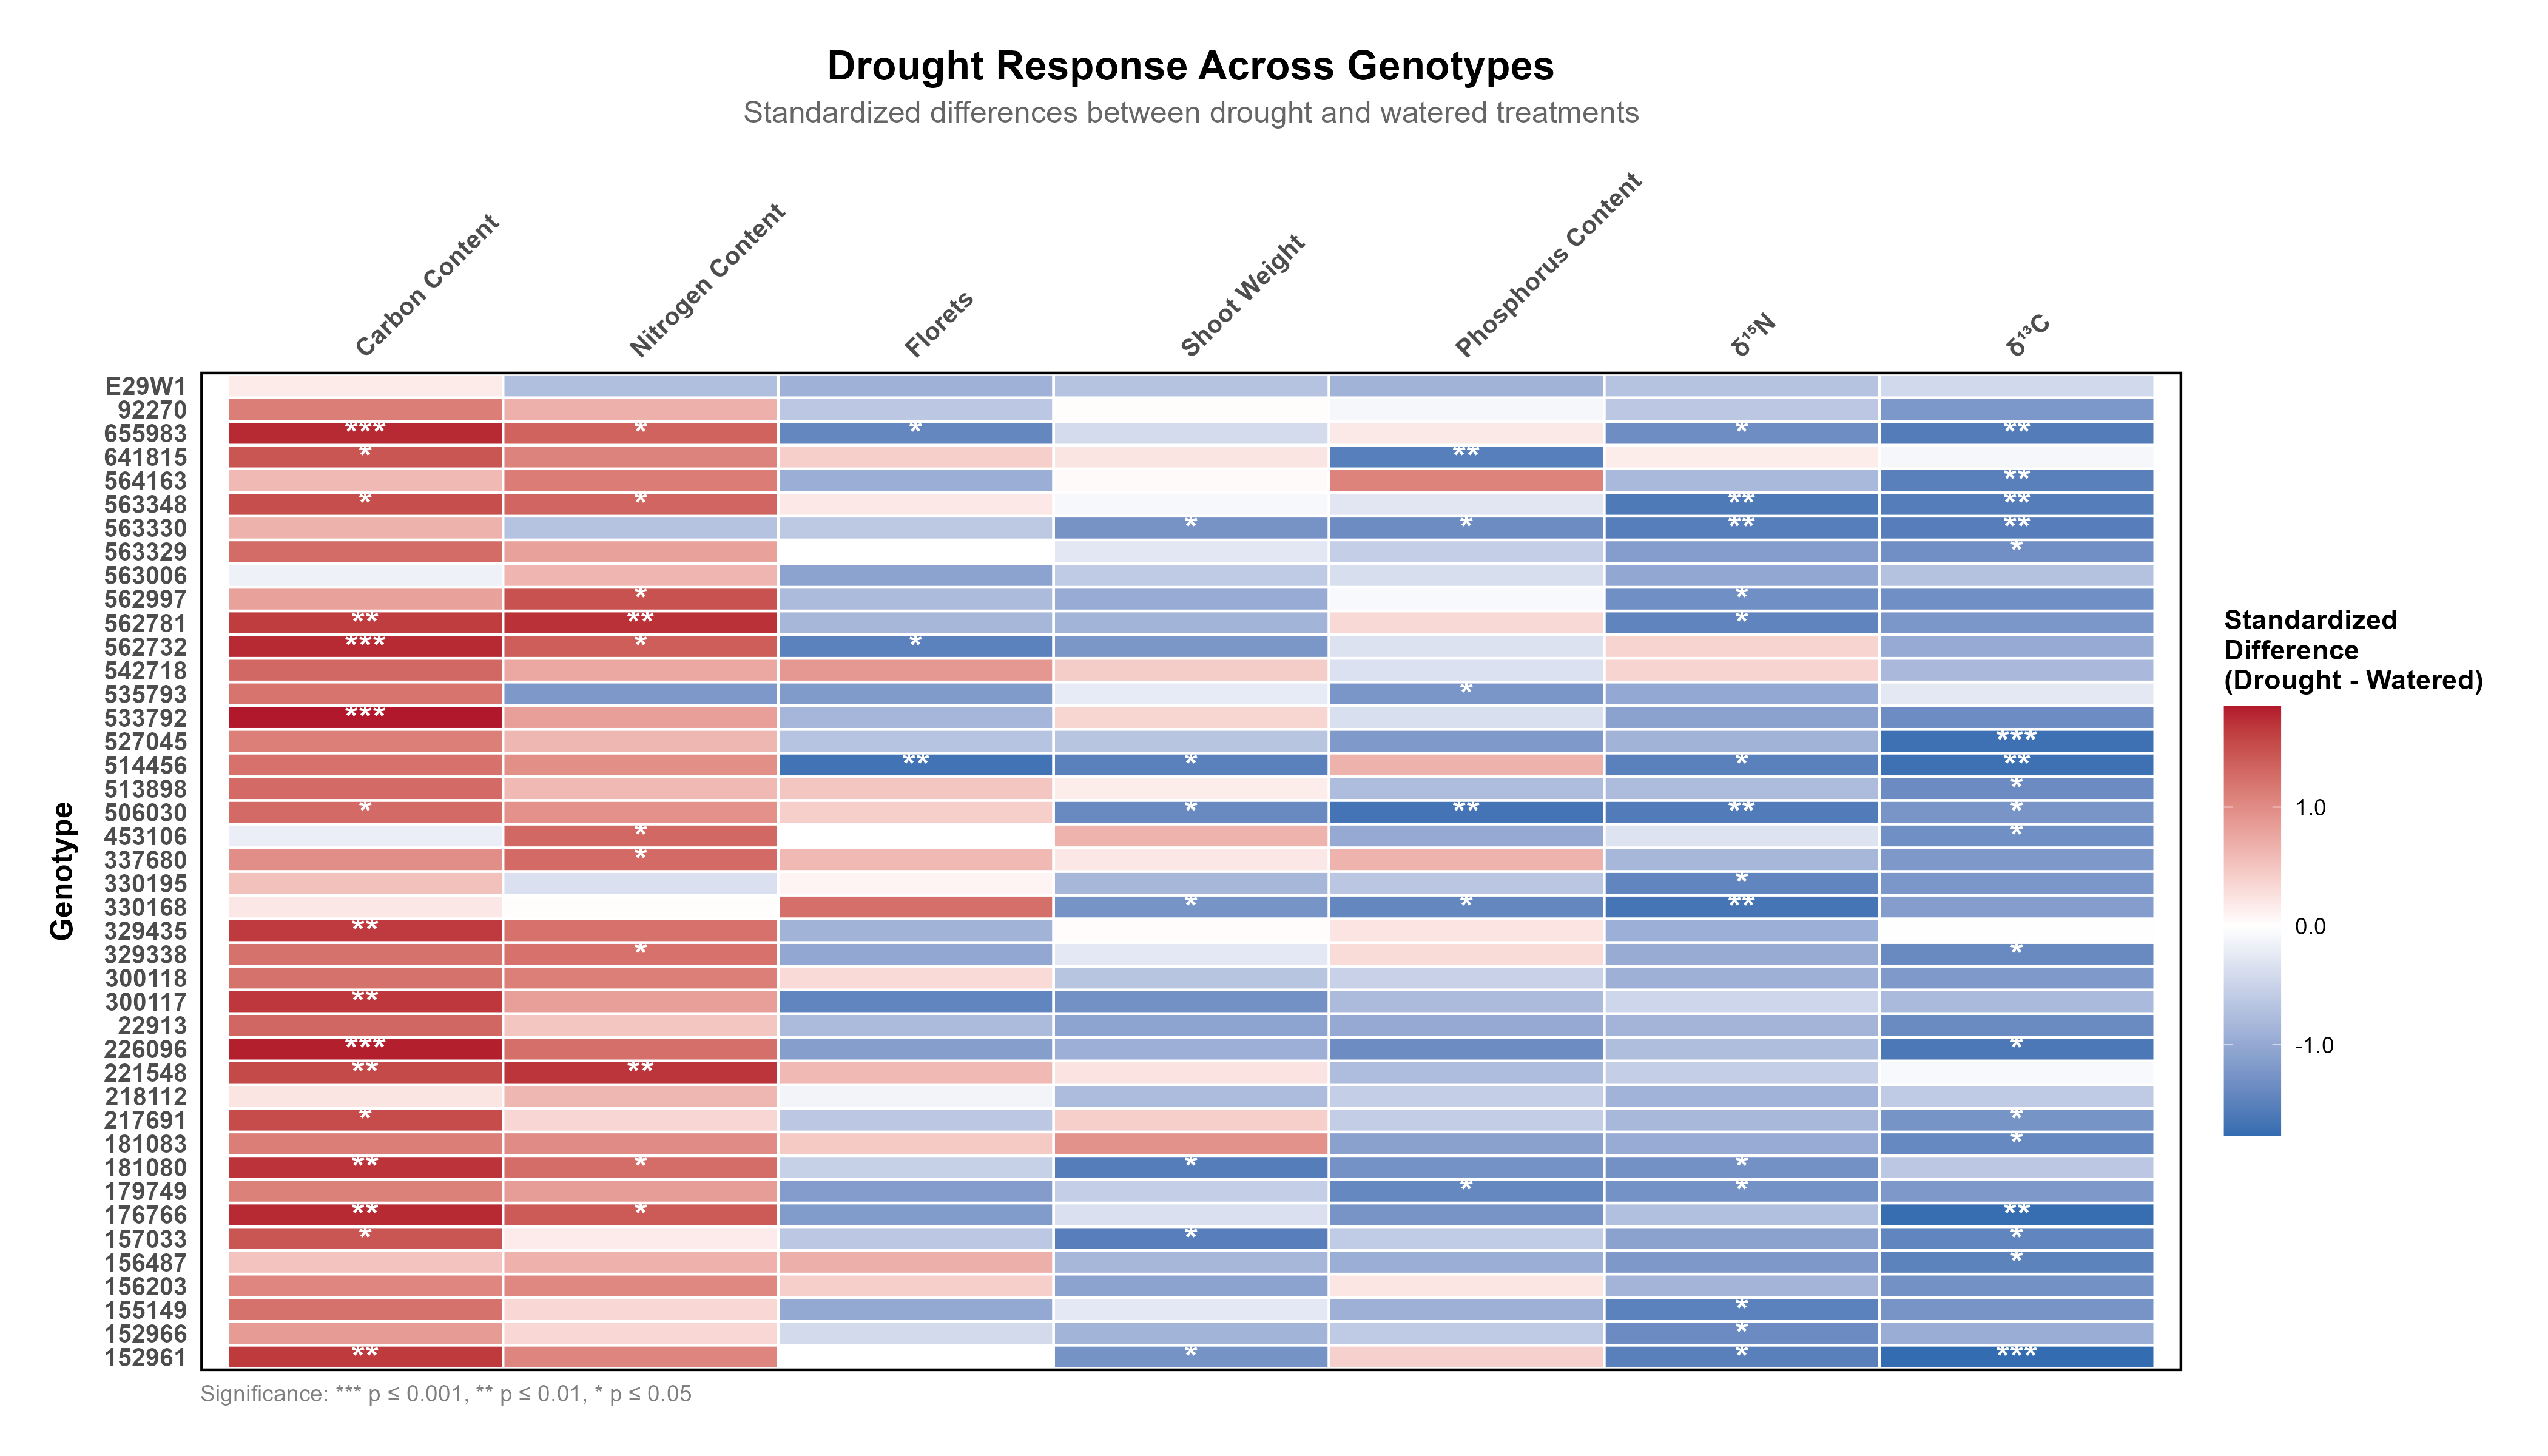 Drought Response Across Genotypes
Standardized differences between drought and watered treatments
Carbon Content
Nitrogen Content
Florets
Shoot Weight
Phosphorus Content
δ¹⁵N
δ¹³C
Genotype
E29W1
92270
655983 *** * * * **
641815 * **
564163 **
563348 * * ** **
563330 * * ** **
563329 *
563006
562997 * *
562781 ** ** *
562732 *** * *
542718
535793 *
533792 ***
527045 ***
514456 ** * * **
513898 *
506030 * * ** ** *
453106 * *
337680 *
330195 *
330168 * * **
329435 **
329338 * *
300118
300117 **
22913
226096 *** *
221548 ** **
218112
217691 * *
181083 *
181080 ** * * *
179749 * *
176766 ** * **
157033 * * *
156487 *
156203
155149 *
152966 *
152961 ** * * ***
Significance: *** p ≤ 0.001, ** p ≤ 0.01, * p ≤ 0.05
Standardized
Difference
(Drought - Watered)
1.0
0.0
-1.0